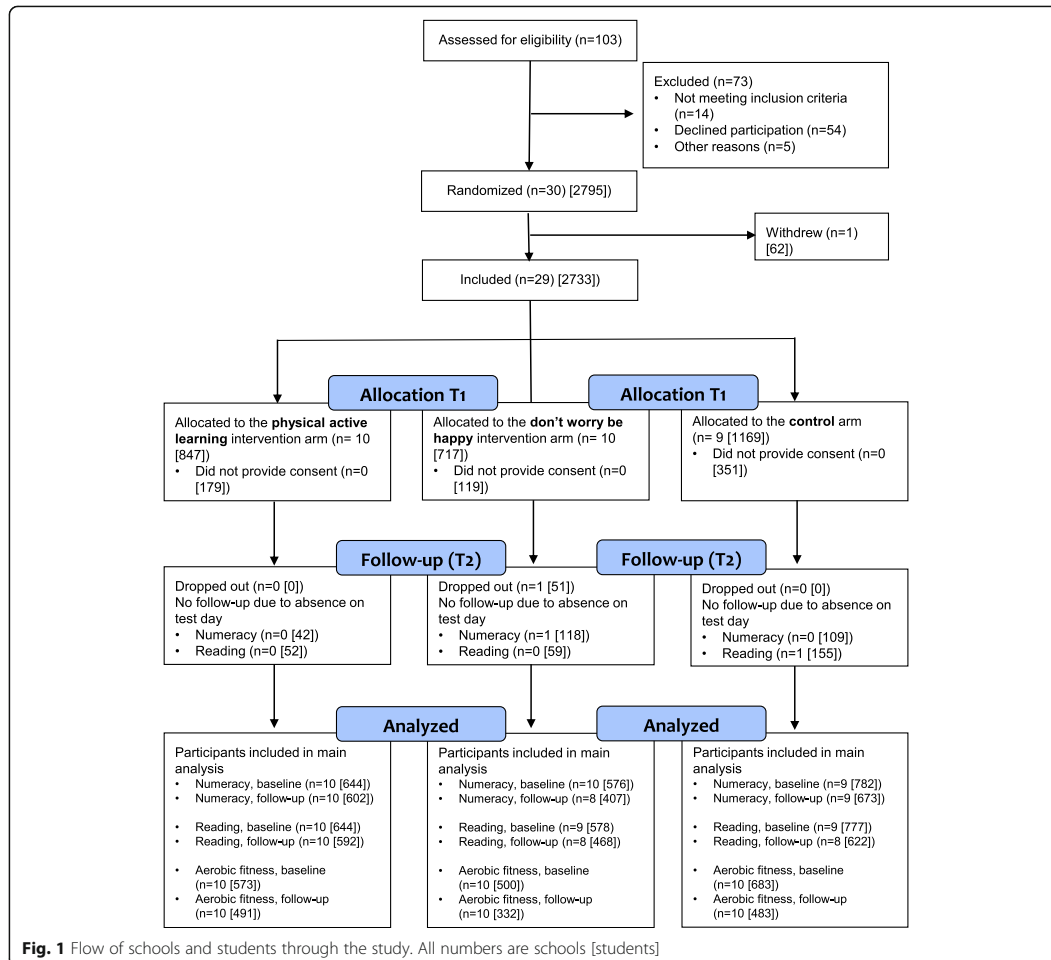 Assessed for eligibility (n=103)
Excluded (n=73)
• Not meeting inclusion criteria
(n=14)
• Declined participation (n=54)
• Other reasons (n=5)
Randomized (n=30) [2795])
Withdrew (n=1)
[62])
Included (n=29) [2733])
Allocation T1
Allocation T1
Allocated to the physical active
learning intervention arm (n= 10
[847])
• Did not provide consent (n=0
[179])
Allocated to the don’t worry be
happy intervention arm (n= 10
[717])
• Did not provide consent (n=0
[119])
Allocated to the control arm
(n= 9 [1169])
• Did not provide consent (n=0
[351])
Follow-up (T2)
Follow-up (T2)
Dropped out (n=0 [0])
No follow-up due to absence on
test day
• Numeracy (n=0 [42])
• Reading (n=0 [52])
Dropped out (n=1 [51])
No follow-up due to absence on
test day
• Numeracy (n=1 [118])
• Reading (n=0 [59])
Dropped out (n=0 [0])
No follow-up due to absence on
test day
• Numeracy (n=0 [109])
• Reading (n=1 [155])
Analyzed
Analyzed
Participants included in main
analysis
• Numeracy, baseline (n=10 [644])
• Numeracy, follow-up (n=10 [602])
• Reading, baseline (n=10 [644])
• Reading, follow-up (n=10 [592])
• Aerobic fitness, baseline
(n=10 [573])
• Aerobic fitness, follow-up
(n=10 [491])
Participants included in main
analysis
• Numeracy, baseline (n=10 [576])
• Numeracy, follow-up (n=8 [407])
• Reading, baseline (n=9 [578)
• Reading, follow-up (n=8 [468])
• Aerobic fitness, baseline
(n=10 [500])
• Aerobic fitness, follow-up
(n=10 [332])
Participants included in main
analysis
• Numeracy, baseline (n=9 [782])
• Numeracy, follow-up (n=9 [673])
• Reading, baseline (n=9 [777])
• Reading, follow-up (n=8 [622])
• Aerobic fitness, baseline
(n=10 [683])
• Aerobic fitness, follow-up
(n=10 [483])
Fig. 1 Flow of schools and students through the study. All numbers are schools [students]